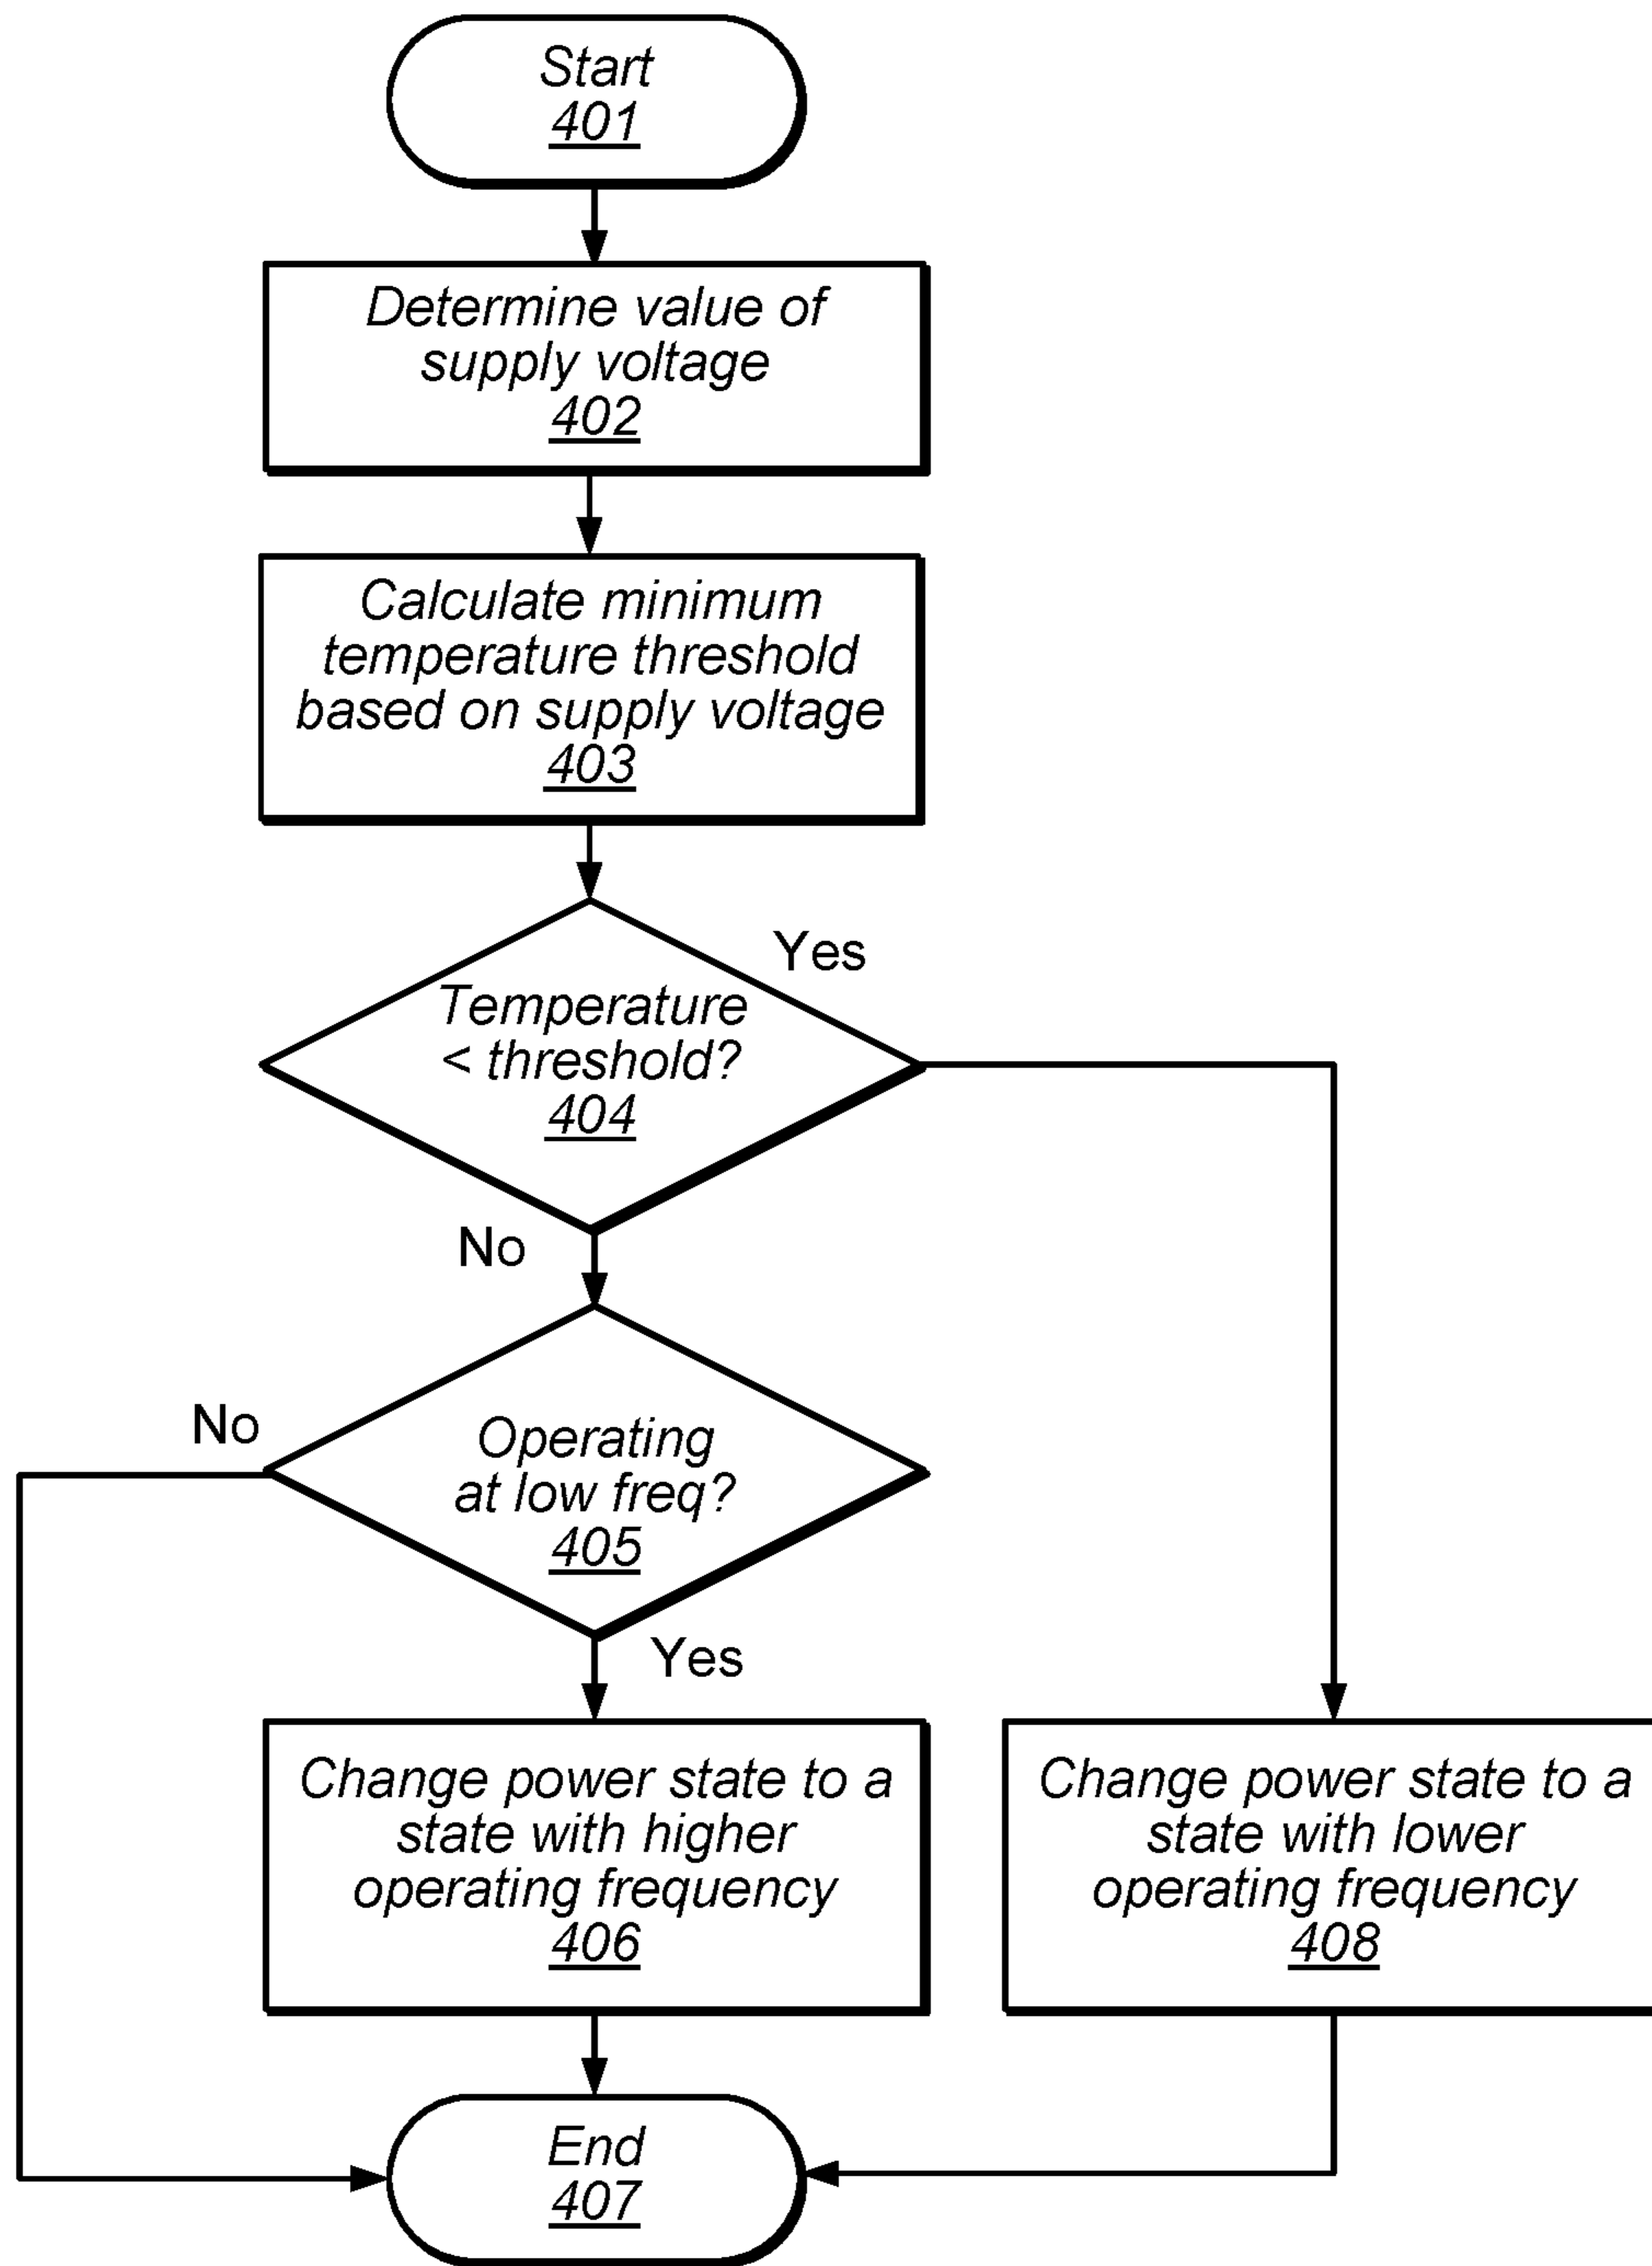 Start
401
Determine value of
supply voltage
402
Calculate minimum
temperature threshold
based on supply voltage
403
Yes
Temperature
< threshold?
404
No
No
Operating
at low freq?
405
Yes
Change power state to a
state with higher
operating frequency
406
Change power state to a
state with lower
operating frequency
408
End
407